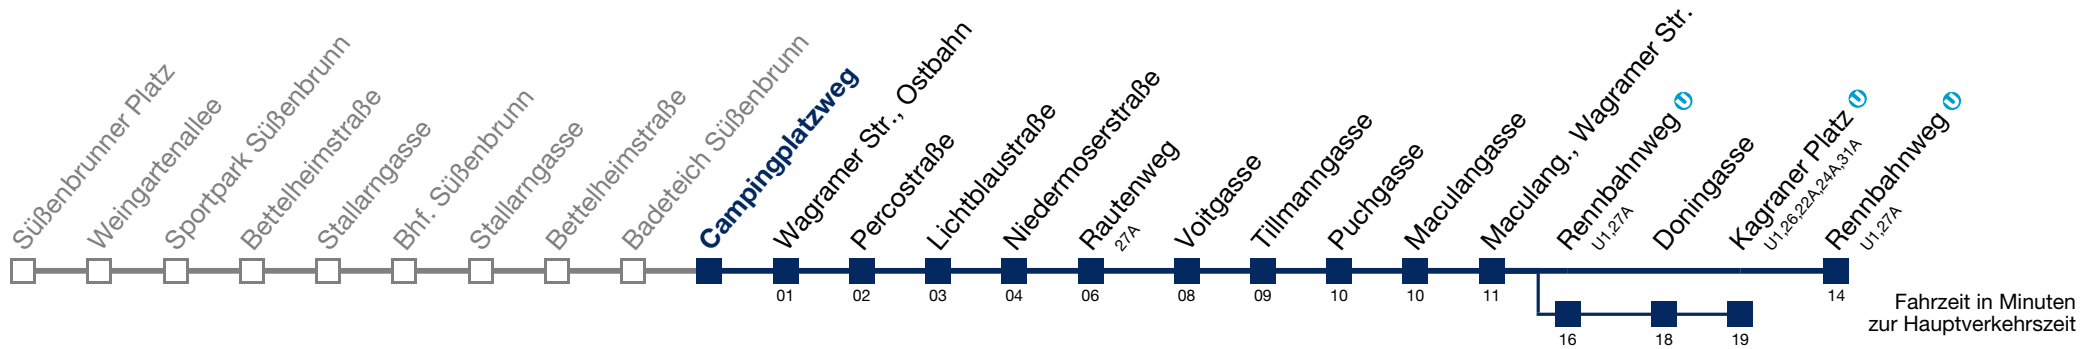 Süßenbrunner Platz
Weingartenallee
Sportpark Süßenbrunn
Bettelheimstraße
Stallarngasse
Bhf. Süßenbrunn
Stallarngasse
Bettelheimstraße
Badeteich Süßenbrunn
Campingplatzweg
Wagramer Str., Ostbahn
Percostraße
Lichtblaustraße
Niedermoserstraße
Rautenweg
27A
Voitgasse
Tillmanngasse
Puchgasse
Maculangasse
Maculang., Wagramer Str.
Rennbahnweg U
U1,27A
Doningasse
Kagraner Platz U
U1,26,22A,24A,31A
Rennbahnweg U
U1,27A
01 02 03 04 06 08 09 10 10 11 14
16 18 19
Fahrzeit in Minuten
zur Hauptverkehrszeit